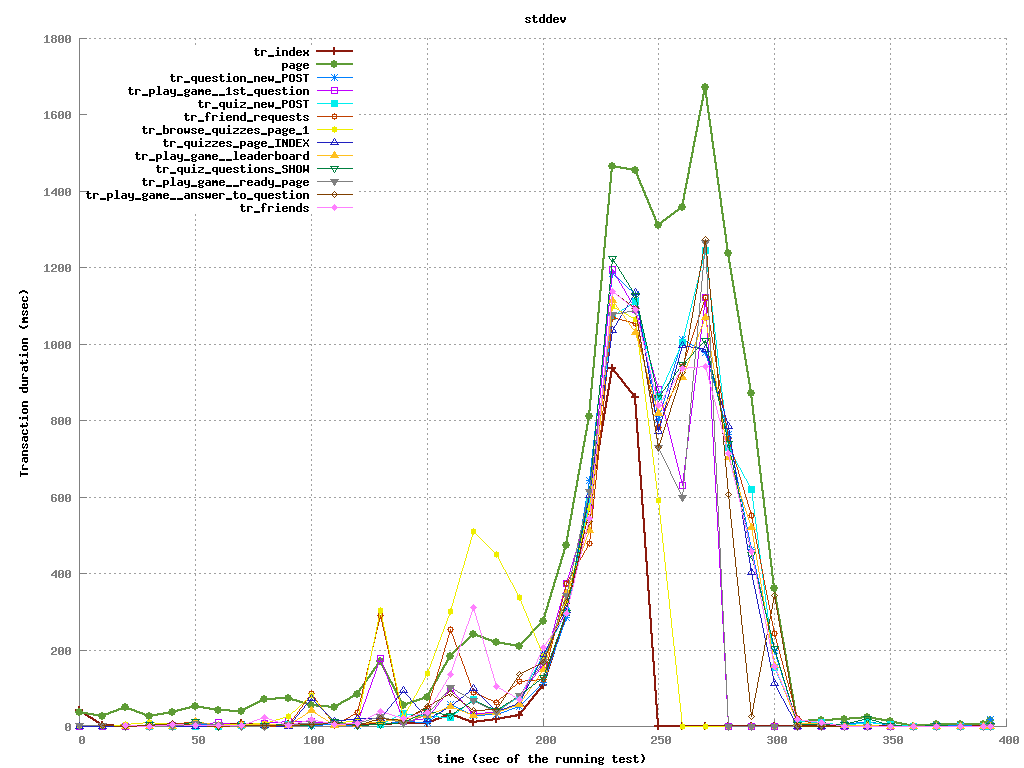 stddev
1800
1600
1400
1200
1000
800
600
400
200
0
Transaction duration (msec)
tr_index
page
tr_question_new_POST
tr_play_game__1st_question
tr_quiz_new_POST
tr_friend_requests
tr_browse_quizzes_page_1
tr_quizzes_page_INDEX
tr_play_game__leaderboard
tr_quiz_questions_SHOW
tr_play_game__ready_page
tr_play_game__answer_to_question
tr_friends
0 50 100 150 200 250 300 350 400
time (sec of the running test)